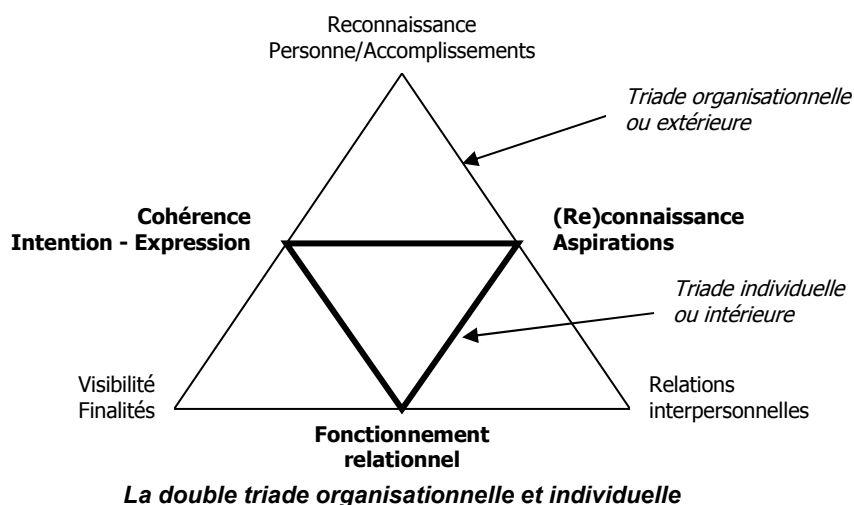 Reconnaissance
Personne/Accomplissements
Triade organisationnelle
ou extérieure
Cohérence
Intention - Expression
(Re)connaissance
Aspirations
Triade individuelle
ou intérieure
Visibilité
Finalités
Relations
interpersonnelles
Fonctionnement
relationnel
La double triade organisationnelle et individuelle